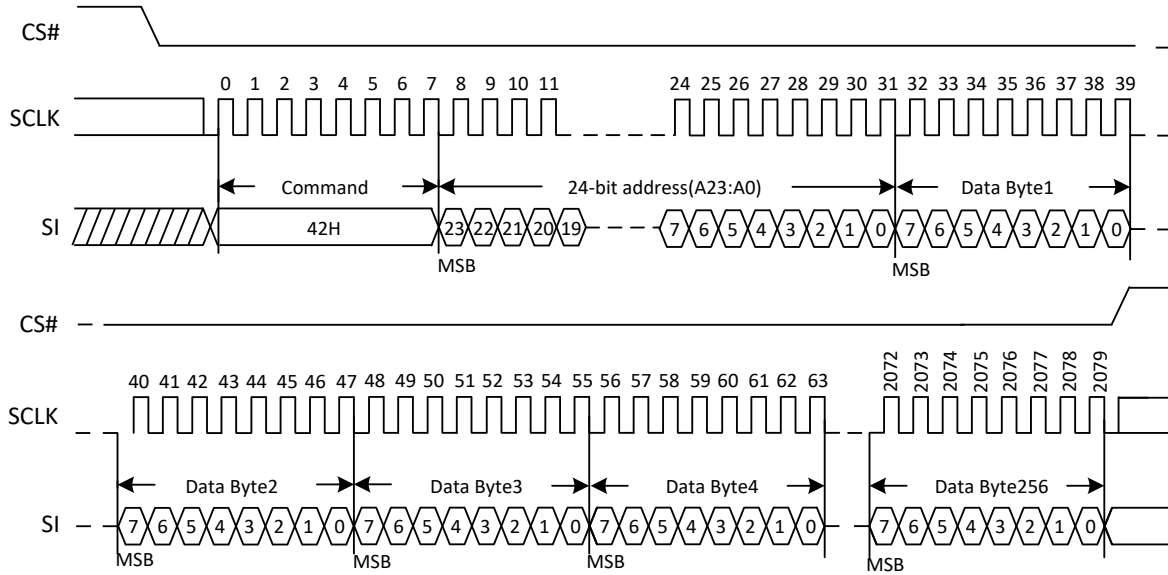 CS#
0 1 2 3 4 5 6 7 8 9 10 11 24 25 26 27 28 29 30 31 32 33 34 35 36 37 38 39
SCLK
Command 24-bit address(A23:A0) Data Byte1
SI 42H 23 22 21 20 19 7 6 5 4 3 2 1 0 7 6 5 4 3 2 1 0
MSB MSB
CS#
40 41 42 43 44 45 46 47 48 49 50 51 52 53 54 55 56 57 58 59 60 61 62 63 2072 2073 2074 2075 2076 2077 2078 2079
SCLK
Data Byte2 Data Byte3 Data Byte4 Data Byte256
SI 7 6 5 4 3 2 1 0 7 6 5 4 3 2 1 0 7 6 5 4 3 2 1 0 7 6 5 4 3 2 1 0
MSB MSB MSB MSB